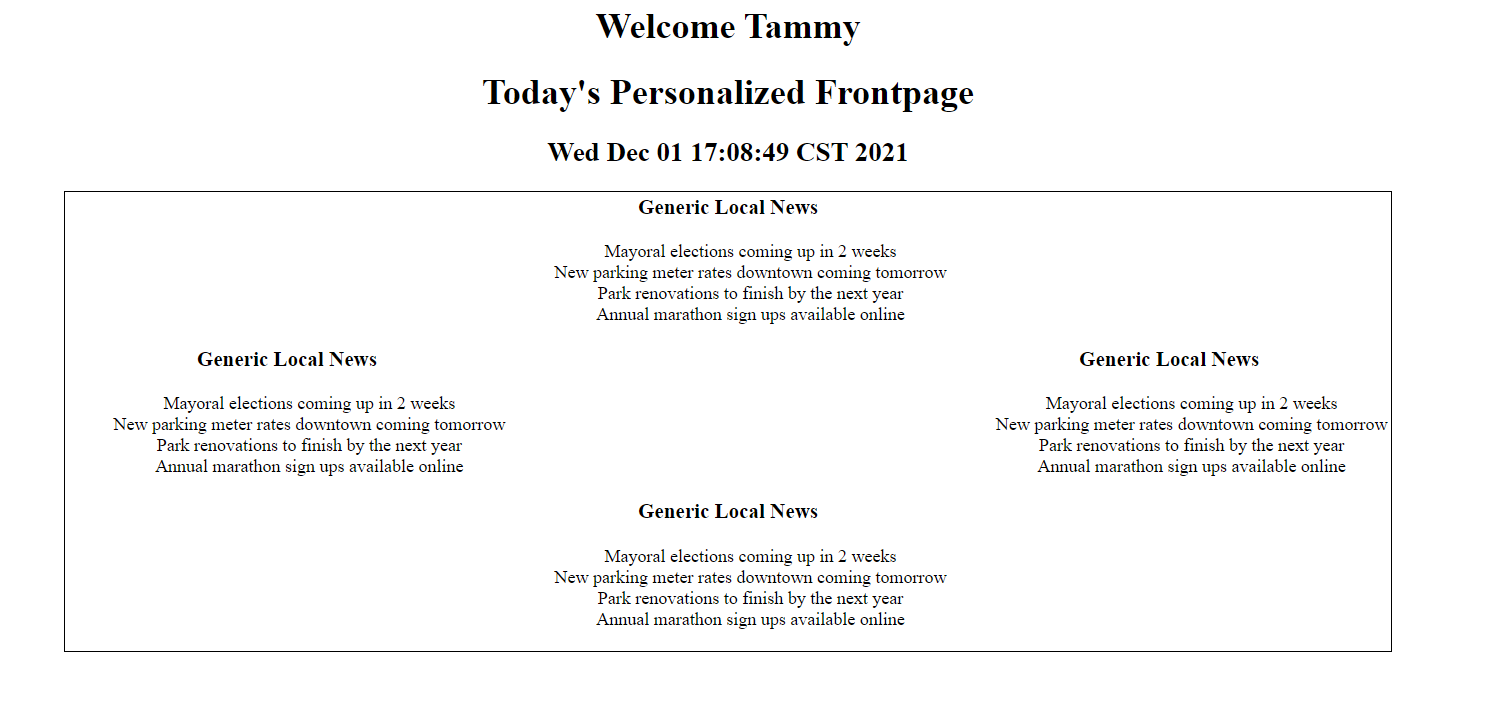 Welcome Tammy
Today's Personalized Frontpage
Wed Dec 01 17:08:49 CST 2021
Generic Local News
Mayoral elections coming up in 2 weeks
New parking meter rates downtown coming tomorrow
Park renovations to finish by the next year
Annual marathon sign ups available online
Generic Local News
Mayoral elections coming up in 2 weeks
New parking meter rates downtown coming tomorrow
Park renovations to finish by the next year
Annual marathon sign ups available online
Generic Local News
Mayoral elections coming up in 2 weeks
New parking meter rates downtown coming tomorrow
Park renovations to finish by the next year
Annual marathon sign ups available online
Generic Local News
Mayoral elections coming up in 2 weeks
New parking meter rates downtown coming tomorrow
Park renovations to finish by the next year
Annual marathon sign ups available online